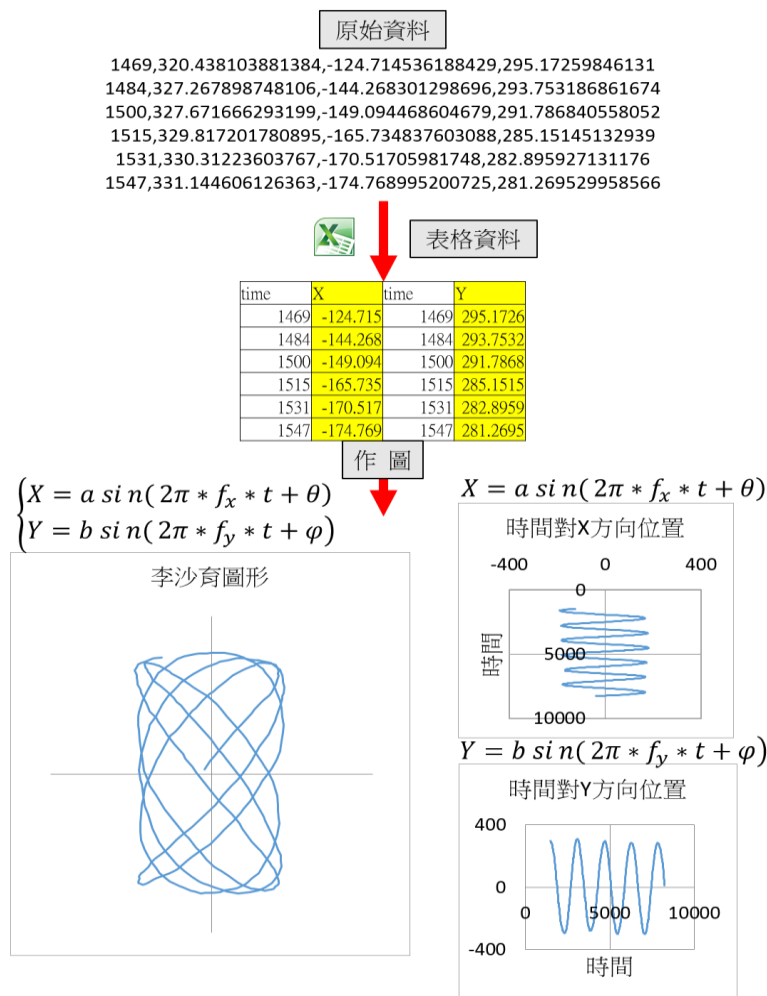 原始資料
1469,320.438103881384,-124.714536188429,295.17259846131
1484,327.267898748106,-144.268301298696,293.753186861674
1500,327.671666293199,-149.094468604679,291.786840558052
1515,329.817201780895,-165.734837603088,285.15145132939
1531,330.31223603767,-170.51705981748,282.895927131176
1547,331.144606126363,-174.768995200725,281.269529958566
表格資料
time X time Y
1469 -124.715 1469 295.1726
1484 -144.268 1484 293.7532
1500 -149.094 1500 291.7868
1515 -165.735 1515 285.1515
1531 -170.517 1531 282.8959
1547 -174.769 1547 281.2695
作 圖
X = a sin( 2π * f_x * t + θ)
Y = b sin( 2π * f_y * t + φ)
李沙育圖形
X = a sin( 2π * f_x * t + θ)
時間對X方向位置
-400 0 400
0
5000
10000
時間
Y = b sin( 2π * f_y * t + φ)
時間對Y方向位置
400
0
-400
0 5000 10000
時間